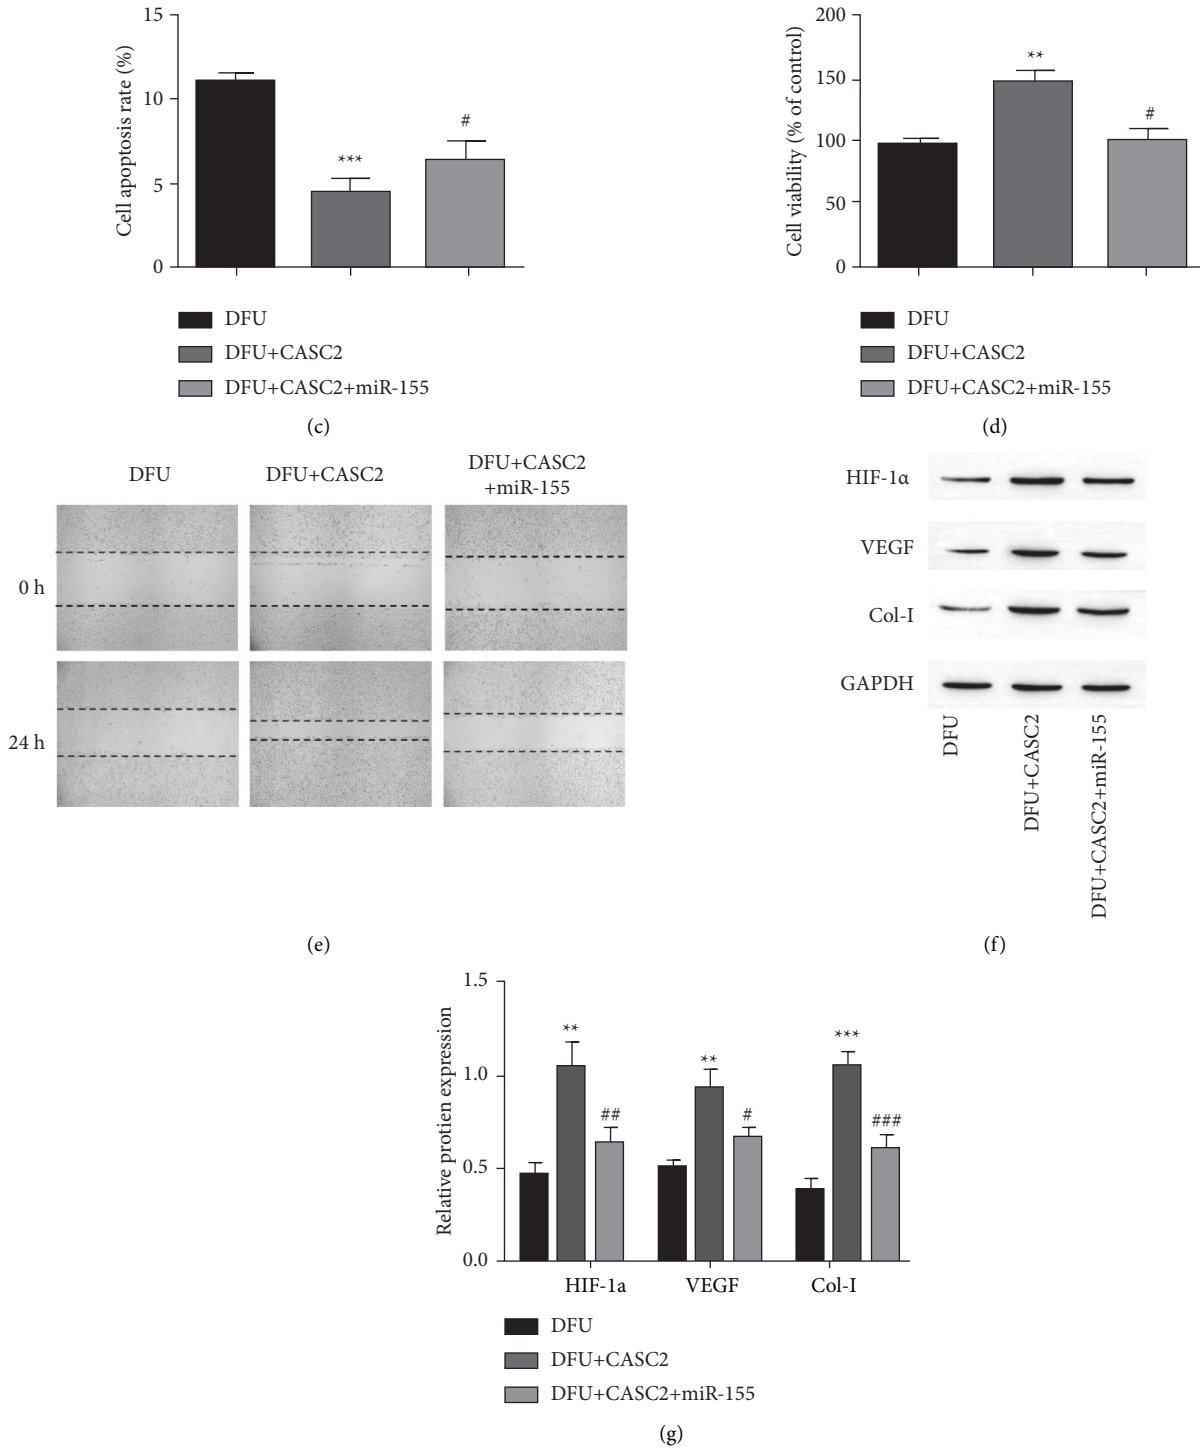 15
10
5
0
Cell apoptosis rate (%)
***
#
DFU
DFU+CASC2
DFU+CASC2+miR-155
(c)
200
150
100
50
0
Cell viability (% of control)
**
#
DFU
DFU+CASC2
DFU+CASC2+miR-155
(d)
DFU
DFU+CASC2
DFU+CASC2
+miR-155
0 h
24 h
(e)
HIF-1α
VEGF
Col-I
GAPDH
DFU
DFU+CASC2
DFU+CASC2+miR-155
(f)
1.5
1.0
0.5
0.0
Relative protien expression
**
##
**
#
***
###
HIF-1a
VEGF
Col-I
DFU
DFU+CASC2
DFU+CASC2+miR-155
(g)